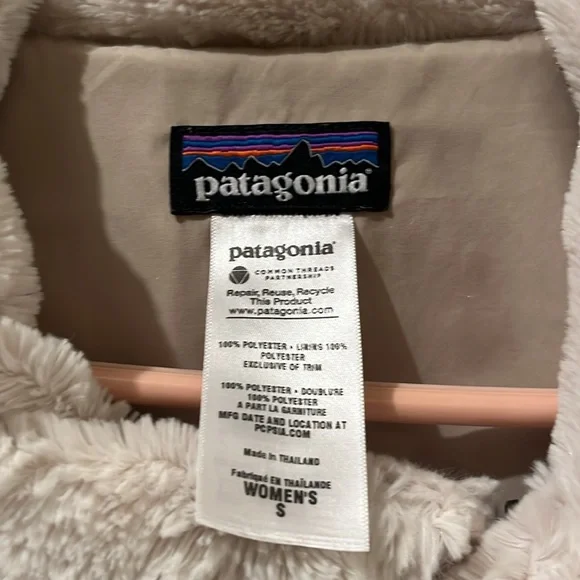 patagonia®
patagonia®
COMMON THREADS
PARTNERSHIP
Repair, Reuse, Recycle
This Product
www.patagonia.com
100% POLYESTER • LINING 100%
POLYESTER
EXCLUSIVE OF TRIM
100% POLYESTER • DOUBLURE
100% POLYESTER
A PART LA GARNITURE
MFG DATE AND LOCATION AT
PCPSIA.COM
Made in THAILAND
Fabriqué EN THAÏLANDE
WOMEN'S
S